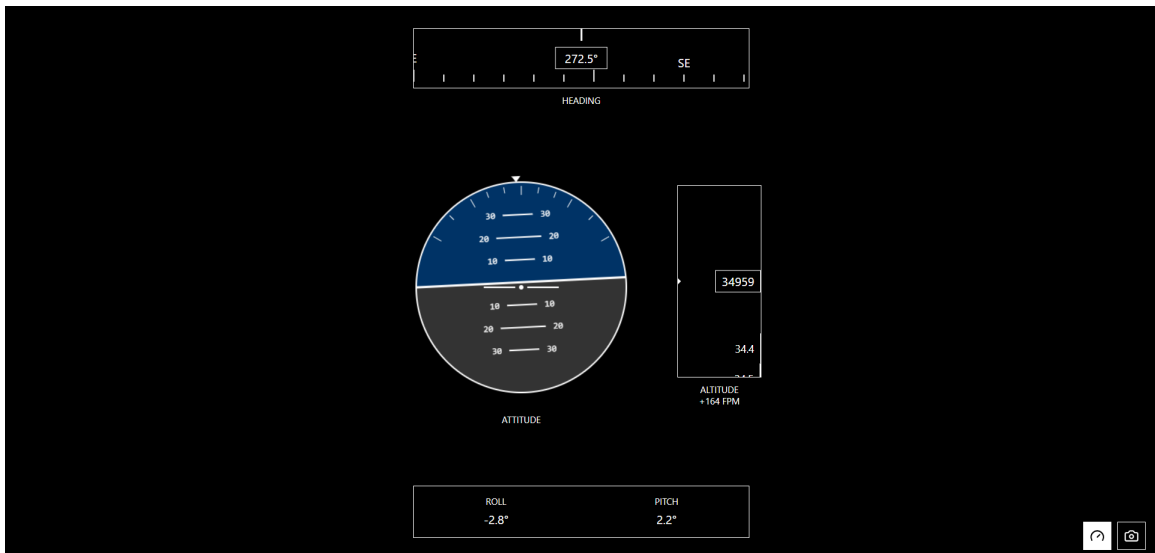 272.5°
SE
HEADING
30 30
20 20
10 10
10 10
20 20
30 30
34959
34.4
ALTITUDE
+164 FPM
ATTITUDE
ROLL PITCH
-2.8° 2.2°